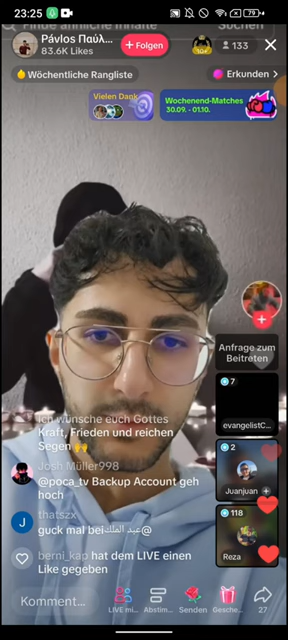 23:25
79
Finde ähnliche Inhalte
Suchen
Pávlos Παύλ...
83.6K Likes
+ Folgen
133
Wöchentliche Rangliste
Erkunden >
Vielen Dank
Wochenend-Matches
30.09. - 01.10.
Anfrage zum
Beitreten
7
evangelistC...
2
Juanjuan +
118
Reza
Ich wünsche euch Gottes
Kraft, Frieden und reichen
Segen 🙌
Josh Müller998
@poca_tv Backup Account geh
hoch
J
thatszx
guck mal bei عبد الملك@
berni_kap hat dem LIVE einen
Like gegeben
Komment...
LIVE mi...
Abstim...
Senden
Gesche...
27